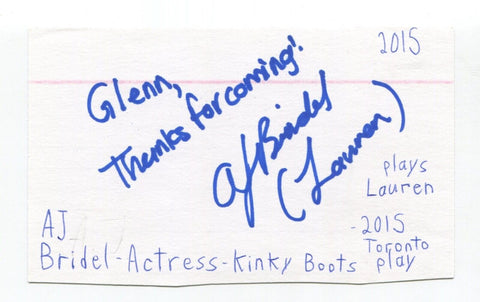 2015
Glenn,
Thanks for coming!
AJ Bridel
(Lauren)
plays
Lauren
-2015
Toronto
play
AJ
Bridel-Actress-Kinky Boots